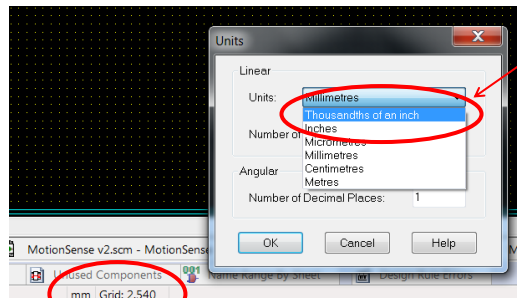 Units
Linear
Units: Millimetres
Thousandths of an inch
Inches
Number of
Micrometres
Millimetres
Centimetres
Metres
Angular
Number of Decimal Places: 1
OK Cancel Help
MotionSense v2.scm - MotionSense
Unused Components Name Range by Sheet Design Rule Errors
mm Grid: 2.540